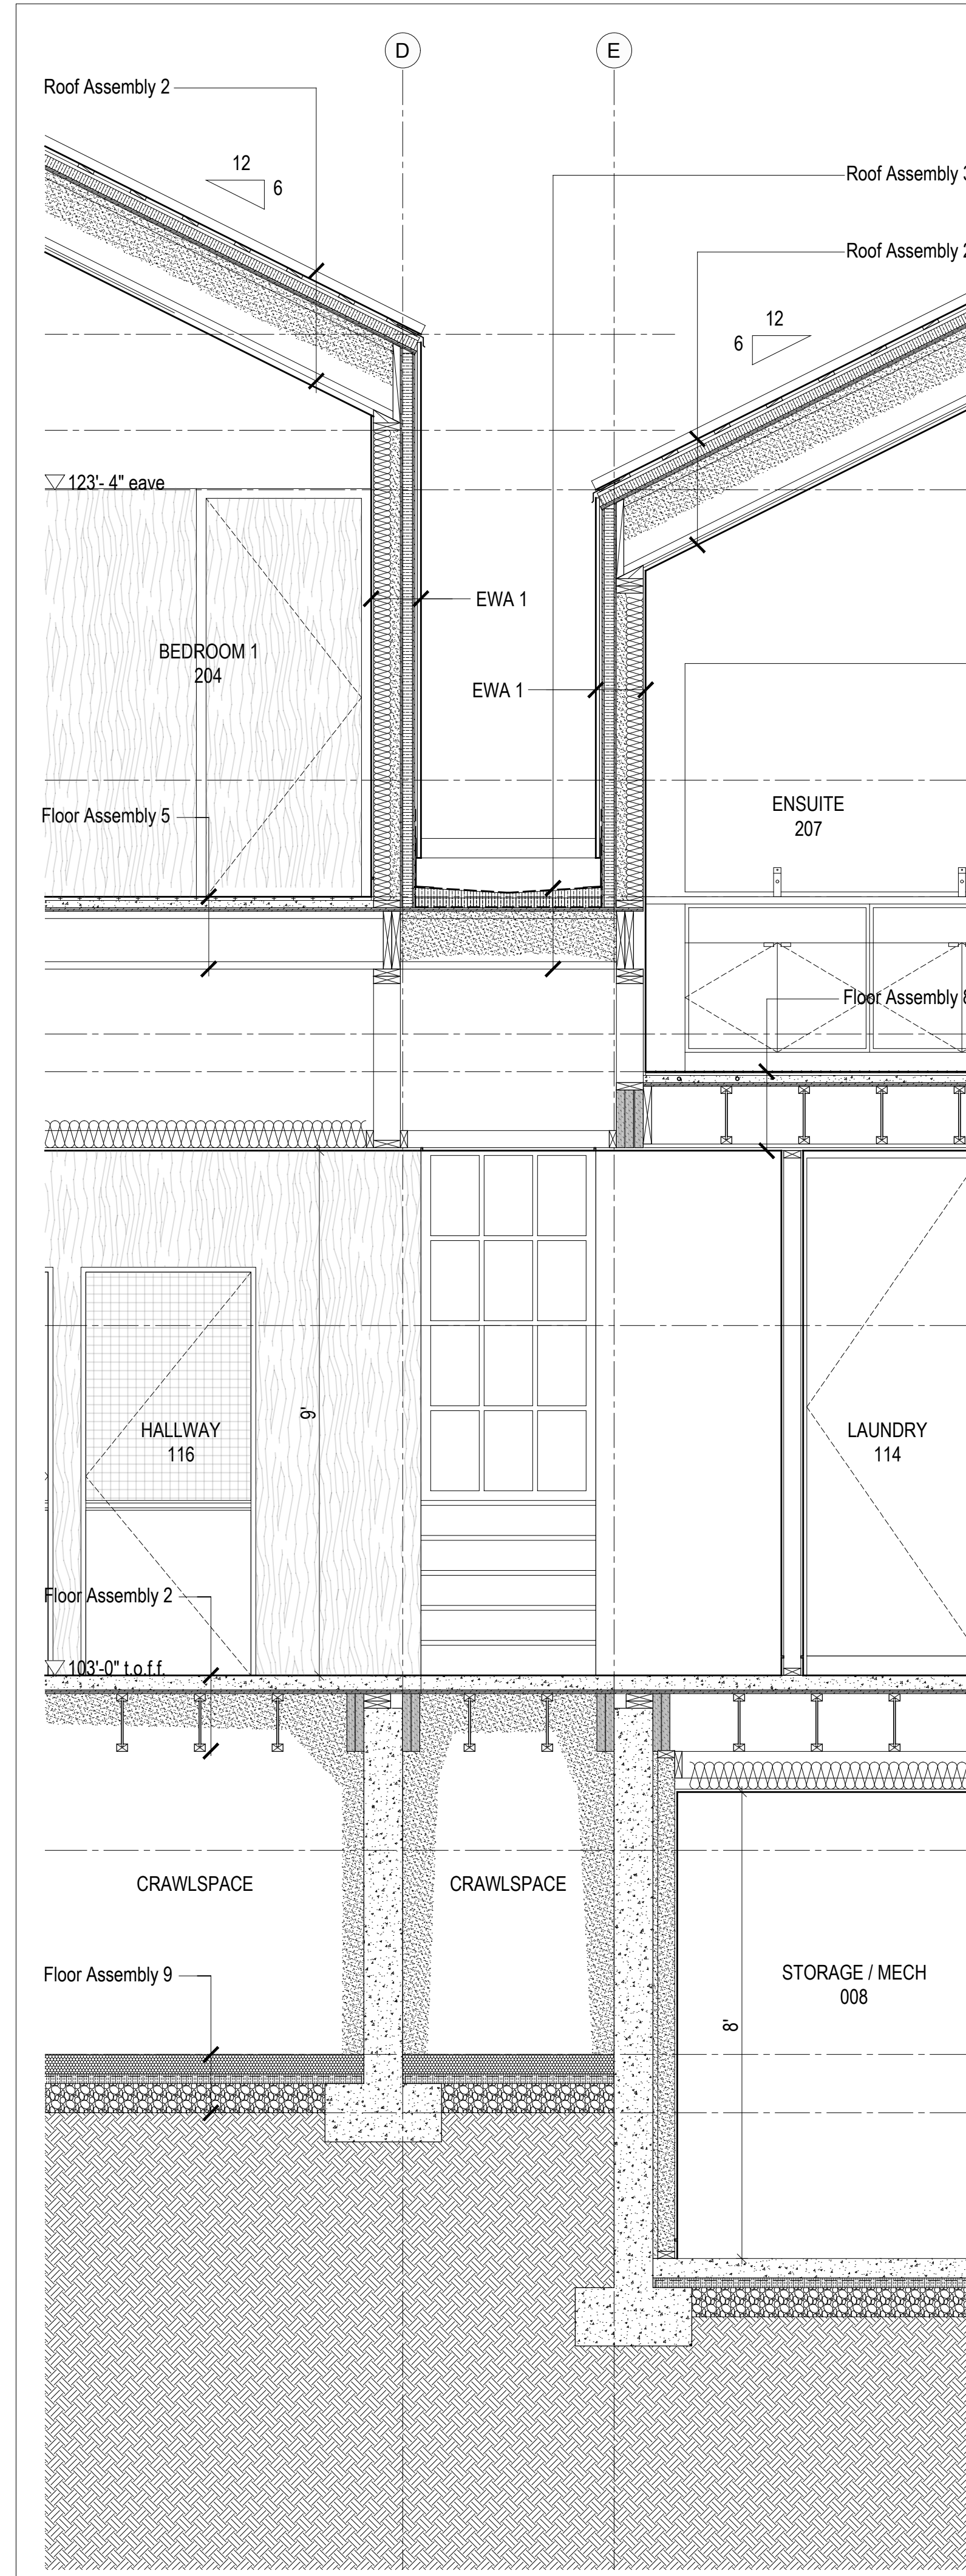 D
E
Roof Assembly 2
12
6
Roof Assembly 3
Roof Assembly 2
12
6
123'- 4" eave
EWA 1
BEDROOM 1
204
EWA 1
ENSUITE
207
Floor Assembly 5
Floor Assembly 8
9'
HALLWAY
116
LAUNDRY
114
Floor Assembly 2
103'-0" t.o.f.f.
CRAWLSPACE
CRAWLSPACE
Floor Assembly 9
STORAGE / MECH
008
8'